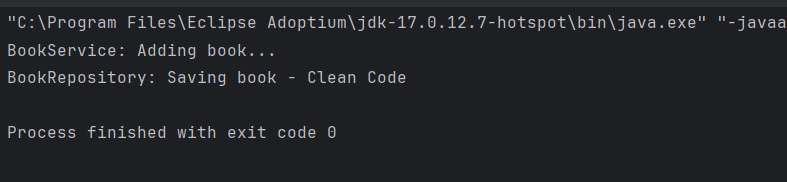 "C:\Program Files\Eclipse Adoptium\jdk-17.0.12.7-hotspot\bin\java.exe" "-javaa
BookService: Adding book...
BookRepository: Saving book - Clean Code
Process finished with exit code 0